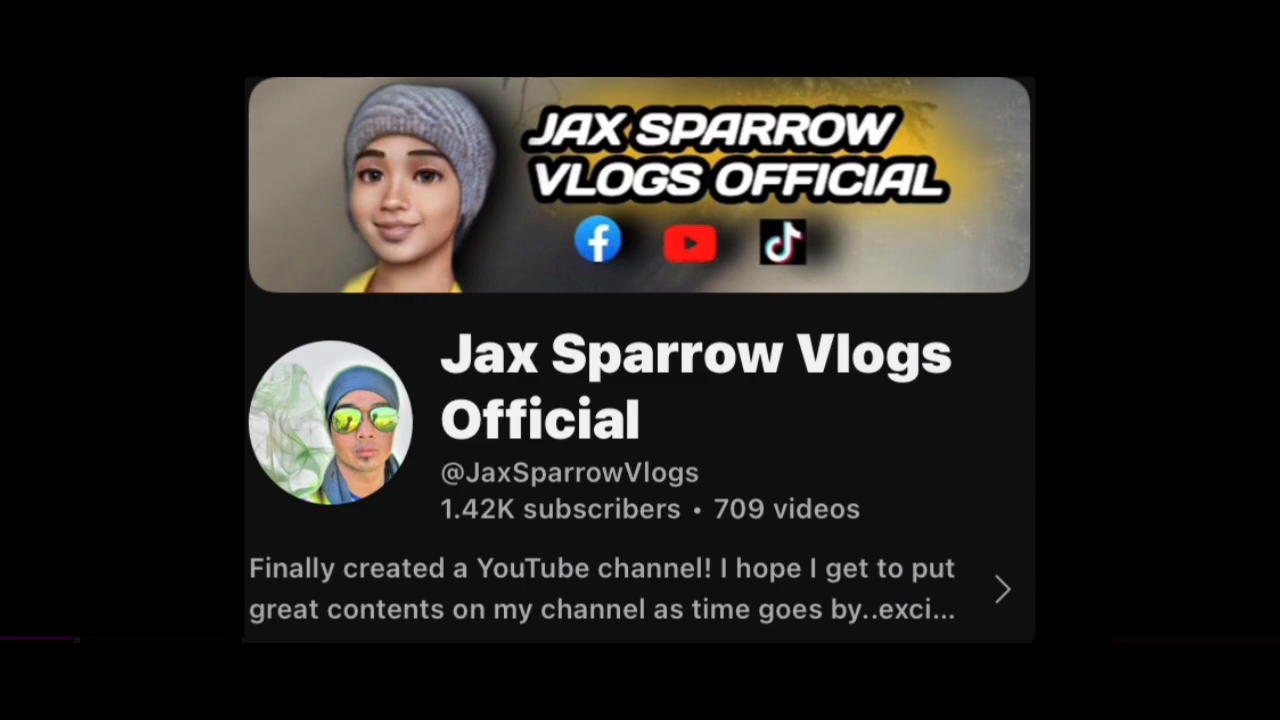 JAX SPARROW
VLOGS OFFICIAL
Jax Sparrow Vlogs
Official
@JaxSparrowVlogs
1.42K subscribers • 709 videos
Finally created a YouTube channel! I hope I get to put
great contents on my channel as time goes by..exci...